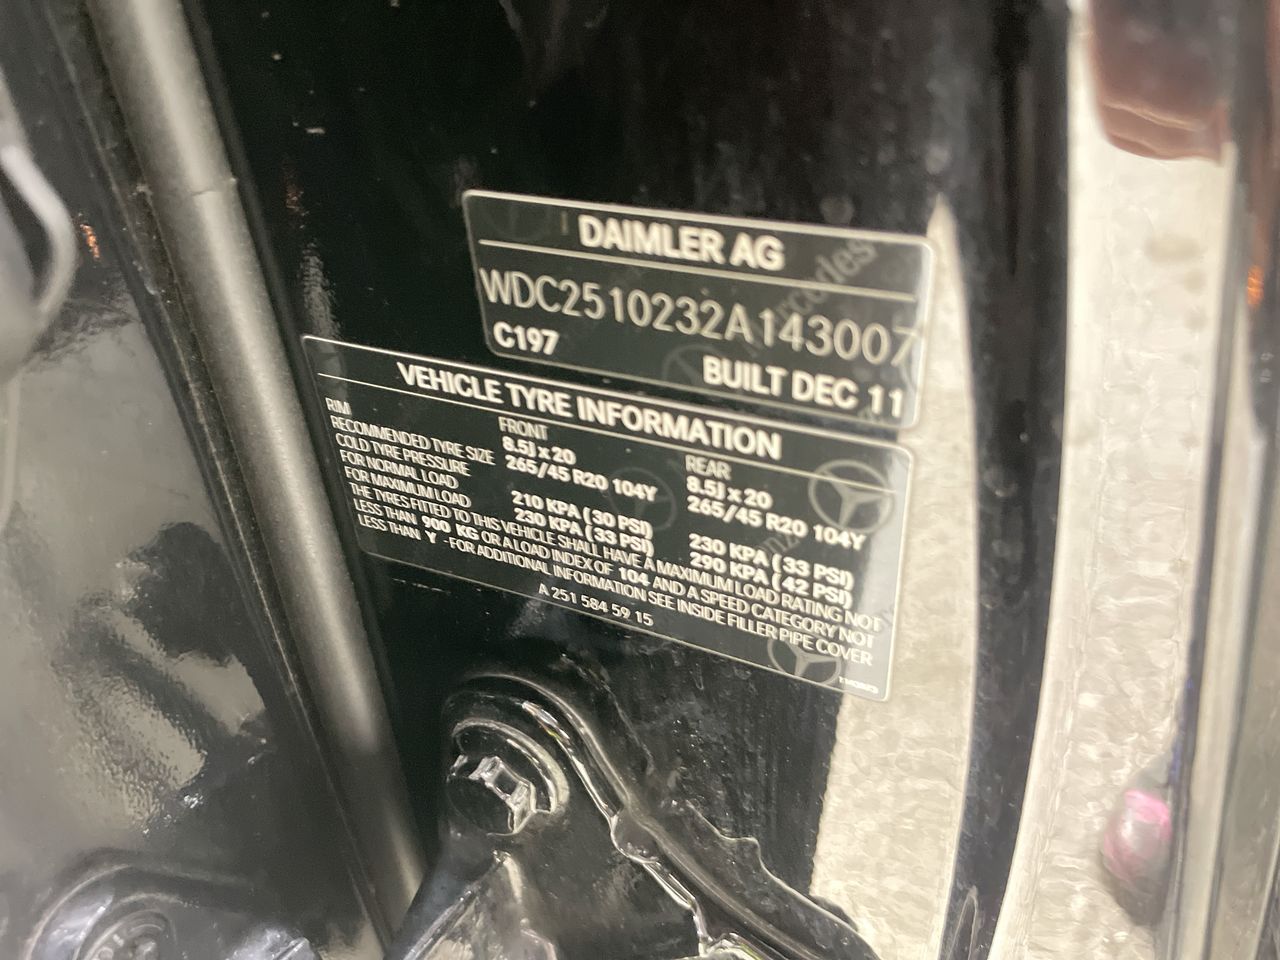 DAIMLER AG
WDC2510232A143007
C197
BUILT DEC 11
VEHICLE TYRE INFORMATION
FRONT REAR
RIM 8.5J x 20 8.5J x 20
RECOMMENDED TYRE SIZE 265/45 R20 104Y 265/45 R20 104Y
COLD TYRE PRESSURE
FOR NORMAL LOAD 210 KPA ( 30 PSI) 230 KPA ( 33 PSI)
FOR MAXIMUM LOAD 230 KPA ( 33 PSI) 290 KPA ( 42 PSI)
THE TYRES FITTED TO THIS VEHICLE SHALL HAVE A MAXIMUM LOAD RATING NOT
LESS THAN 900 KG OR A LOAD INDEX OF 104 AND A SPEED CATEGORY NOT
LESS THAN Y - FOR ADDITIONAL INFORMATION SEE INSIDE FILLER PIPE COVER
A 251 584 59 15